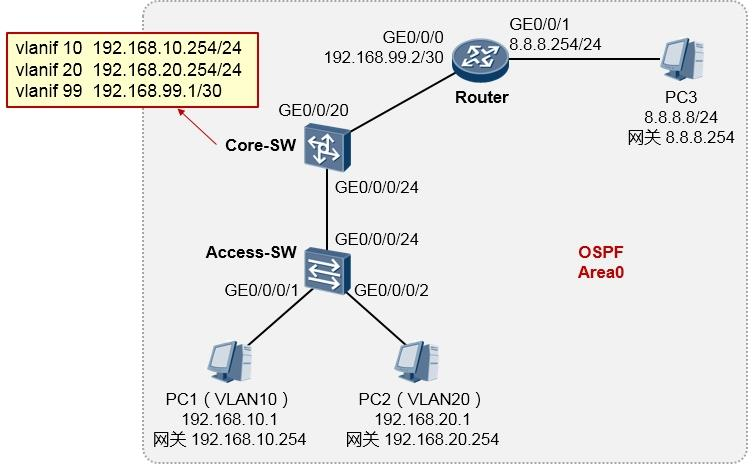 vlanif 10 192.168.10.254/24
vlanif 20 192.168.20.254/24
vlanif 99 192.168.99.1/30
GE0/0/0
192.168.99.2/30
GE0/0/1
8.8.8.254/24
Router
PC3
8.8.8.8/24
网关 8.8.8.254
GE0/0/20
Core-SW
GE0/0/0/24
GE0/0/0/24
Access-SW
GE0/0/0/1
GE0/0/0/2
OSPF
Area0
PC1（VLAN10）
192.168.10.1
网关 192.168.10.254
PC2（VLAN20）
192.168.20.1
网关 192.168.20.254